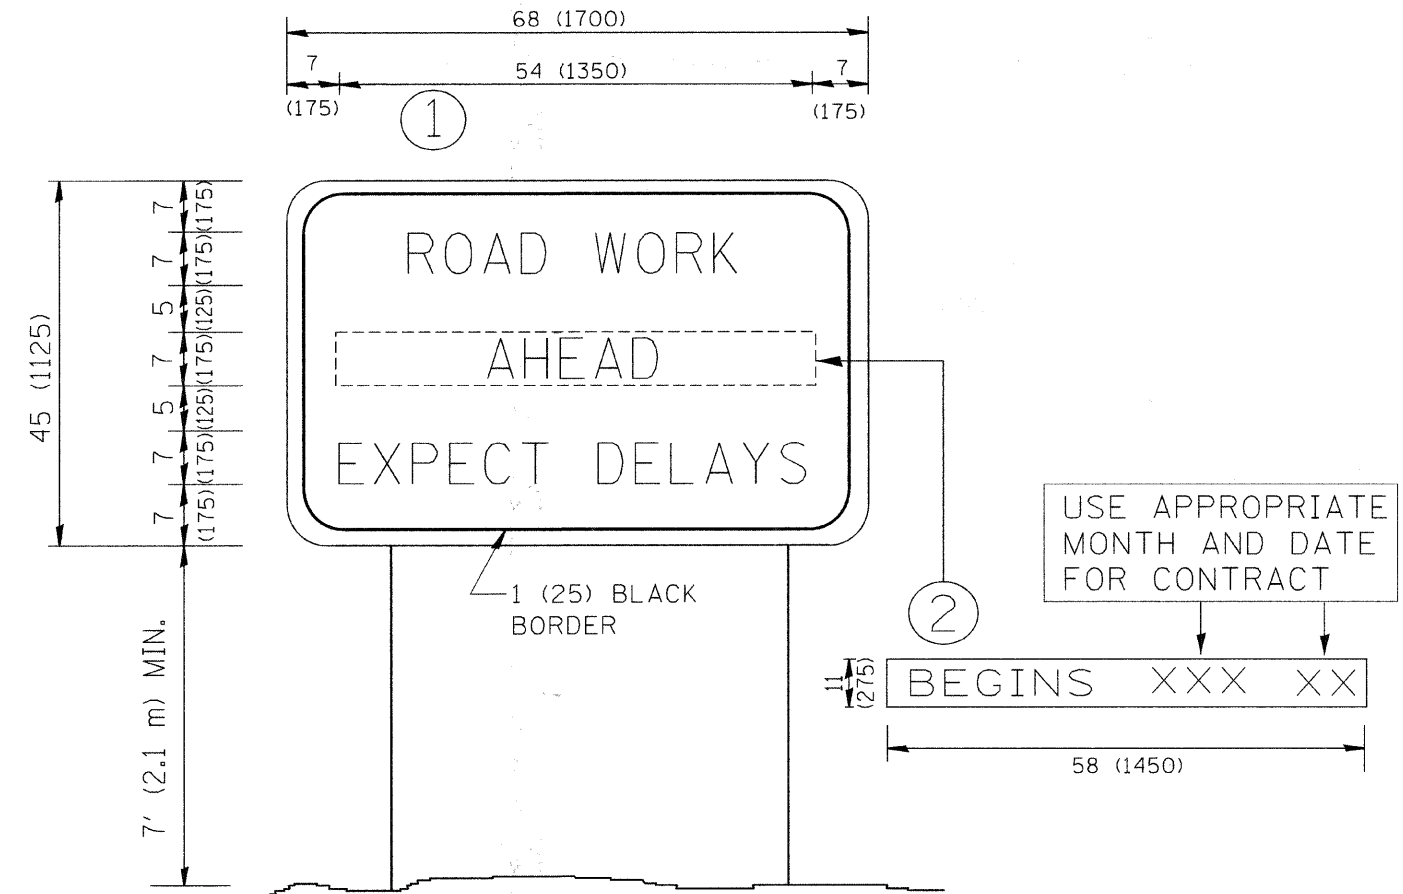 68 (1700)
7
54 (1350)
7
(175)
(175)
1
ROAD WORK
AHEAD
EXPECT DELAYS
45 (1125)
7 (175)
7 (175)
5 (125)
7 (175)
5 (125)
7 (175)
7 (175)
7' (2.1 m) MIN.
1 (25) BLACK
BORDER
2
USE APPROPRIATE
MONTH AND DATE
FOR CONTRACT
BEGINS XXX XX
11
(275)
58 (1450)